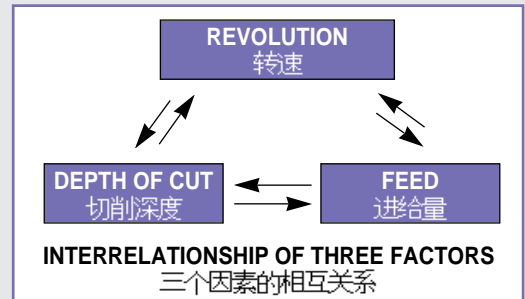 REVOLUTION
转速
DEPTH OF CUT
切削深度
FEED
进给量
INTERRELATIONSHIP OF THREE FACTORS
三个因素的相互关系